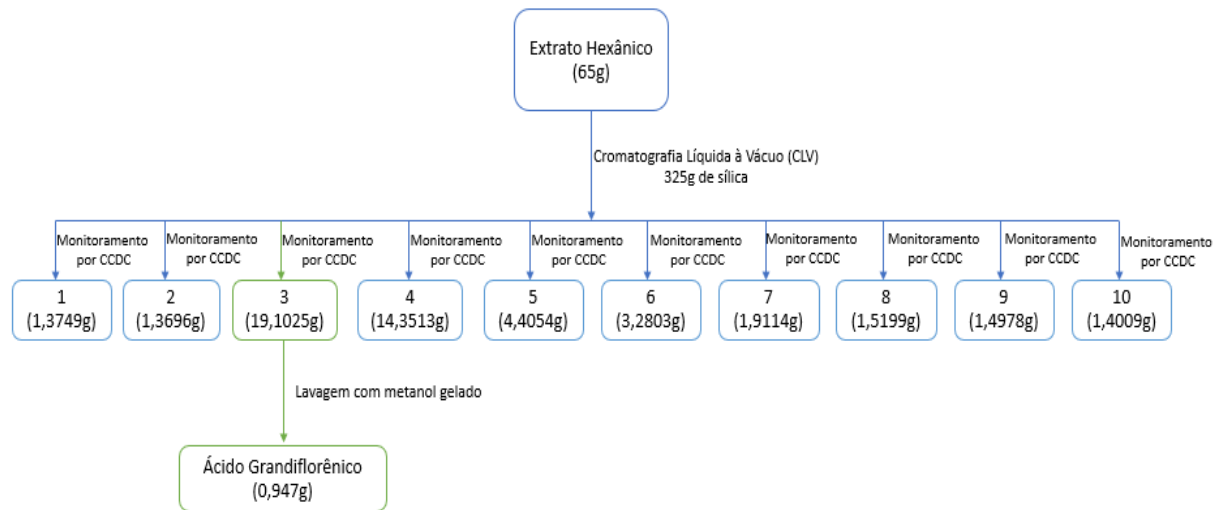 Extrato Hexânico
(65g)
Cromatografia Líquida à Vácuo (CLV)
325g de sílica
Monitoramento
por CCDC
Monitoramento
por CCDC
Monitoramento
por CCDC
Monitoramento
por CCDC
Monitoramento
por CCDC
Monitoramento
por CCDC
Monitoramento
por CCDC
Monitoramento
por CCDC
Monitoramento
por CCDC
Monitoramento
por CCDC
1
(1,3749g)
2
(1,3696g)
3
(19,1025g)
4
(14,3513g)
5
(4,4054g)
6
(3,2803g)
7
(1,9114g)
8
(1,5199g)
9
(1,4978g)
10
(1,4009g)
Lavagem com metanol gelado
Ácido Grandiflorênico
(0,947g)